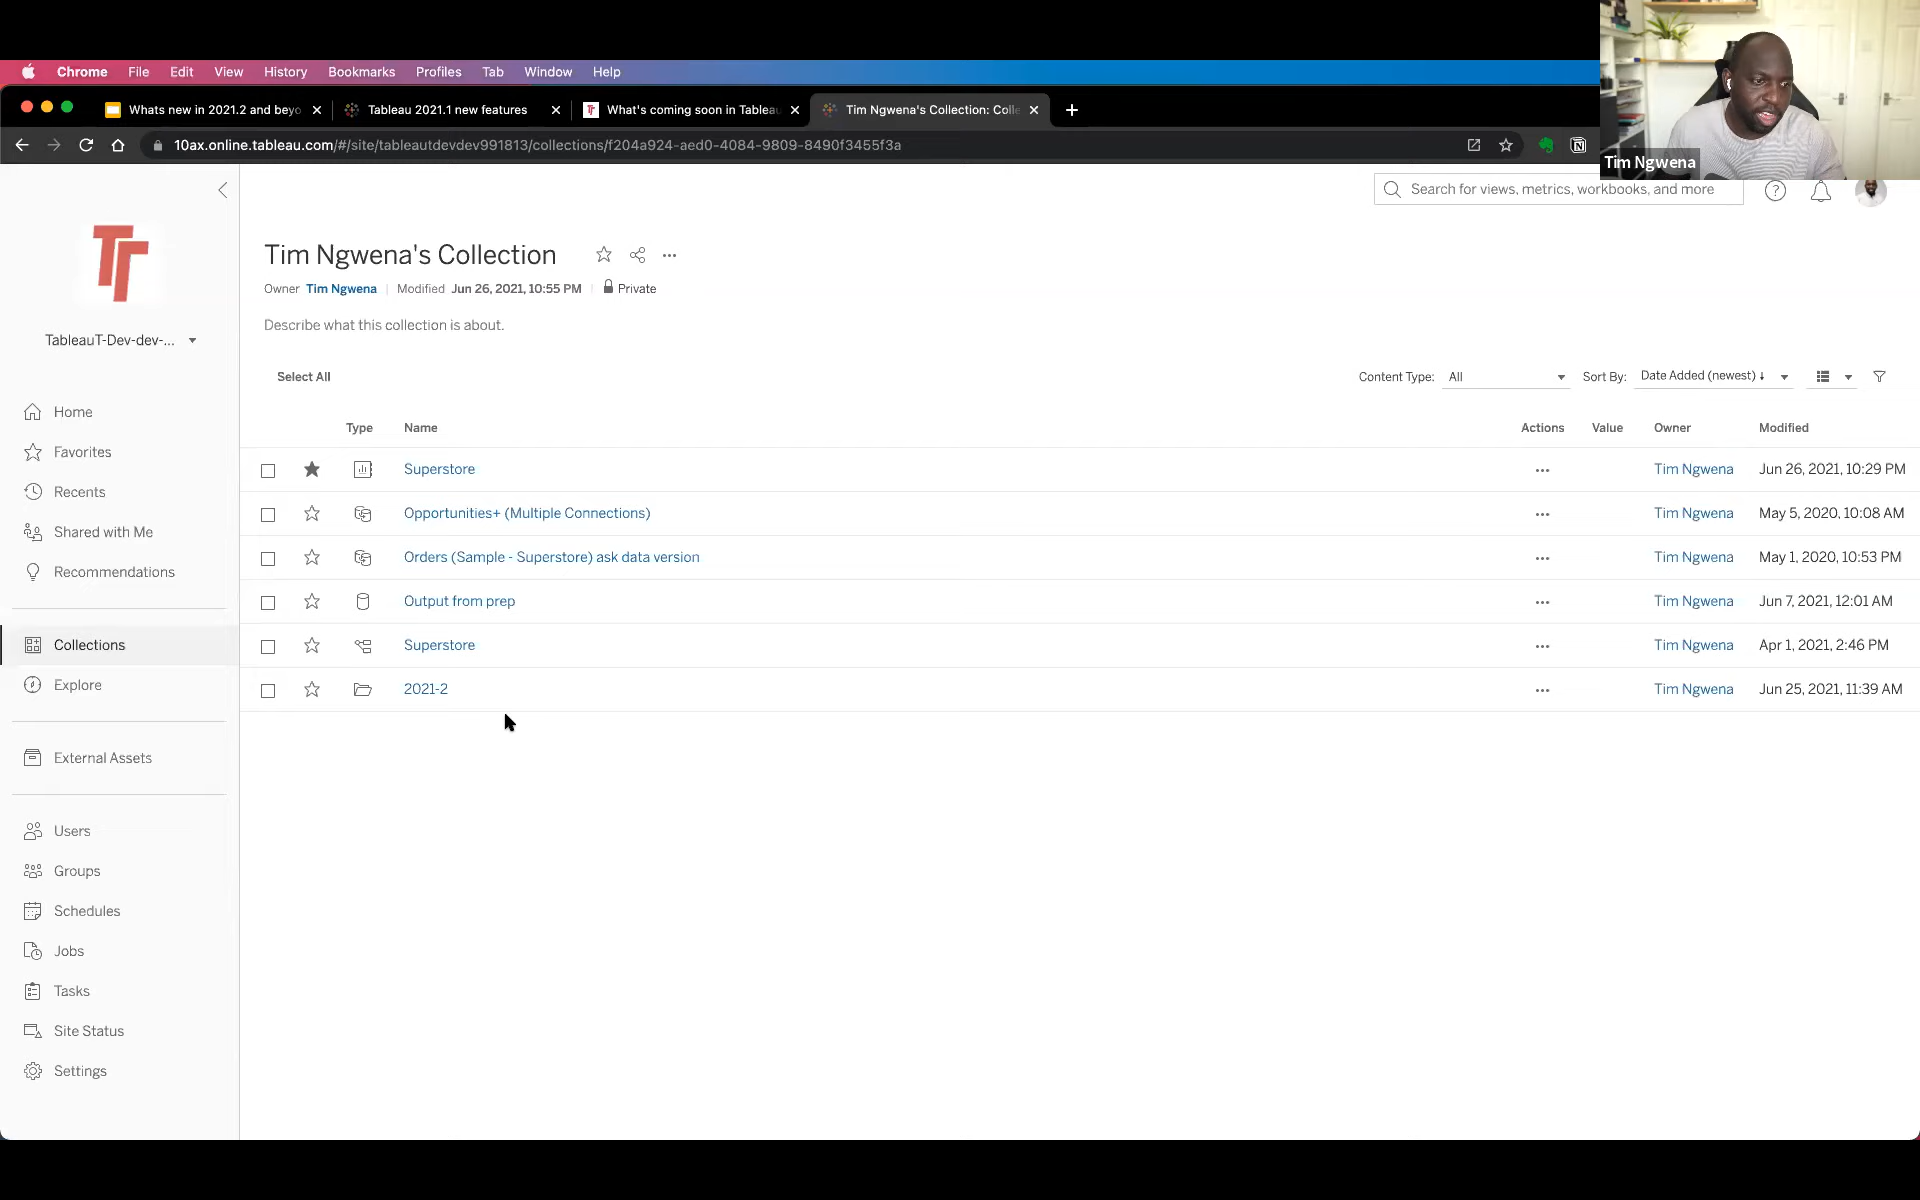 Chrome File Edit View History Bookmarks Profiles Tab Window Help
Whats new in 2021.2 and beyo
Tableau 2021.1 new features
What's coming soon in Tableau
Tim Ngwena's Collection: Colle
10ax.online.tableau.com/#/site/tableautdevdev991813/collections/f204a924-aed0-4084-9809-8490f3455f3a
Tim Ngwena
Search for views, metrics, workbooks, and more
TableauT-Dev-dev-...
Home
Favorites
Recents
Shared with Me
Recommendations
Collections
Explore
External Assets
Users
Groups
Schedules
Jobs
Tasks
Site Status
Settings
Tim Ngwena's Collection
Owner Tim Ngwena Modified Jun 26, 2021, 10:55 PM Private
Describe what this collection is about.
Select All Content Type: All Sort By: Date Added (newest) ↓
Type Name Actions Value Owner Modified
Superstore Tim Ngwena Jun 26, 2021, 10:29 PM
Opportunities+ (Multiple Connections) Tim Ngwena May 5, 2020, 10:08 AM
Orders (Sample - Superstore) ask data version Tim Ngwena May 1, 2020, 10:53 PM
Output from prep Tim Ngwena Jun 7, 2021, 12:01 AM
Superstore Tim Ngwena Apr 1, 2021, 2:46 PM
2021-2 Tim Ngwena Jun 25, 2021, 11:39 AM